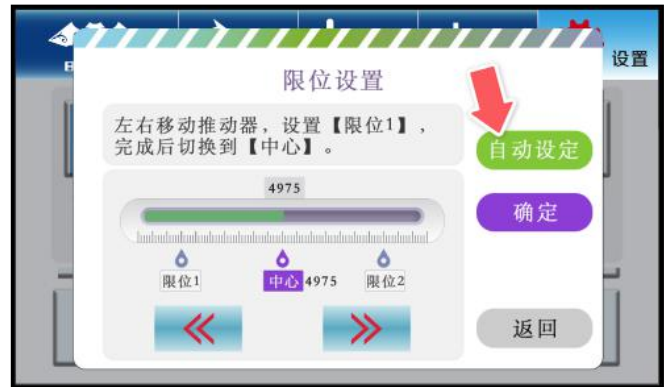 设置
限位设置
左右移动推动器，设置【限位1】，
完成后切换到【中心】。
自动设定
4975
确定
限位1
中心 4975
限位2
返回